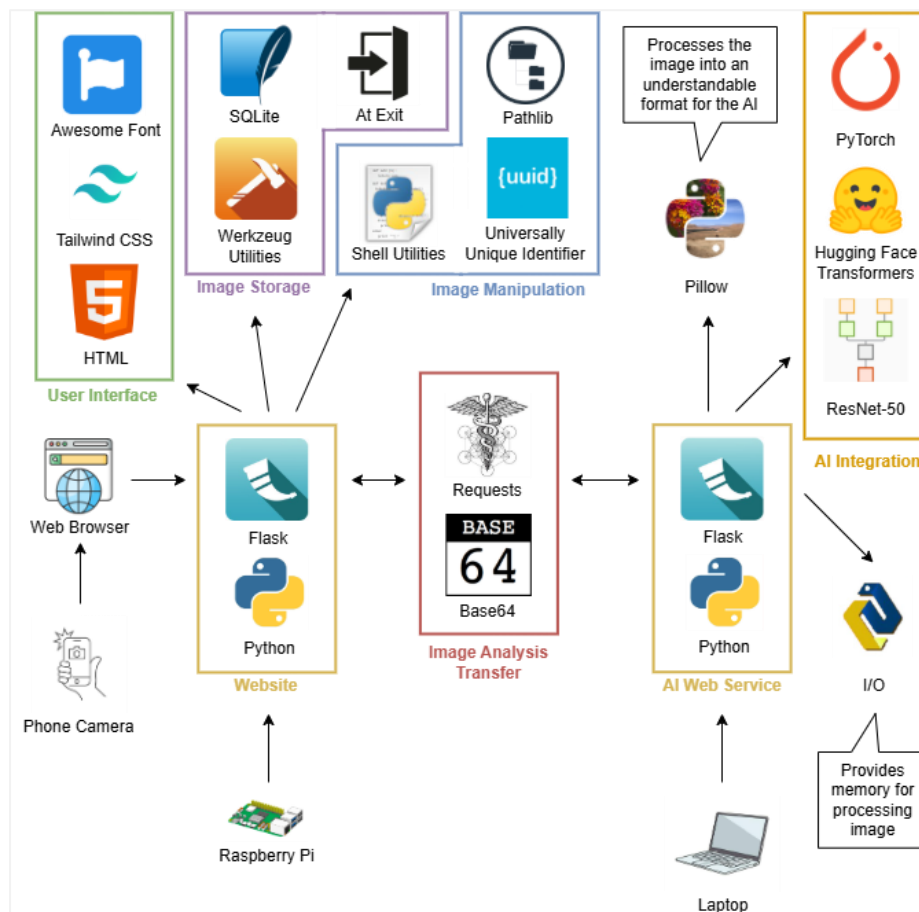 Awesome Font
Tailwind CSS
5
HTML
User Interface
SQLite
At Exit
Werkzeug
Utilities
Image Storage
Pathlib
{uuid}
Shell Utilities
Universally
Unique Identifier
Image Manipulation
Processes the
image into an
understandable
format for the AI
Pillow
PyTorch
Hugging Face
Transformers
ResNet-50
AI Integration
Web Browser
Phone Camera
Flask
Python
Website
Raspberry Pi
Requests
BASE
64
Base64
Image Analysis
Transfer
Flask
Python
AI Web Service
Laptop
I/O
Provides
memory for
processing
image